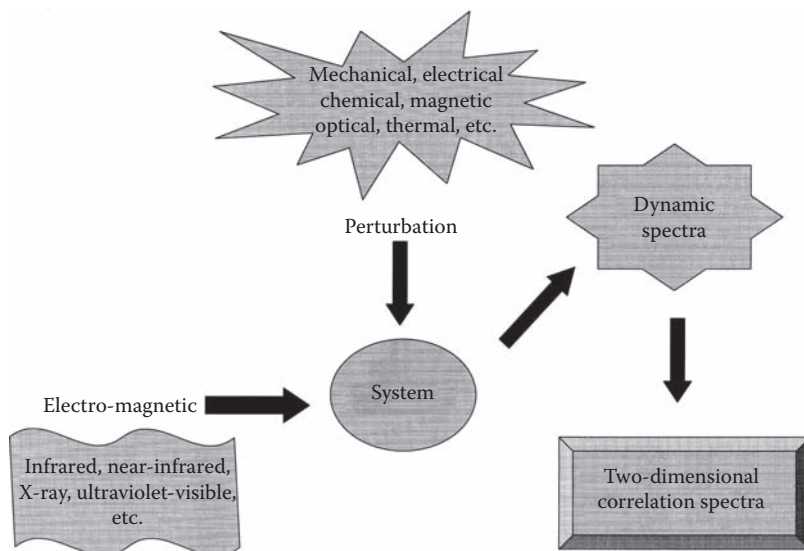 Mechanical, electrical
chemical, magnetic
optical, thermal, etc.
Perturbation
Dynamic
spectra
System
Electro-magnetic
Infrared, near-infrared,
X-ray, ultraviolet-visible,
etc.
Two-dimensional
correlation spectra